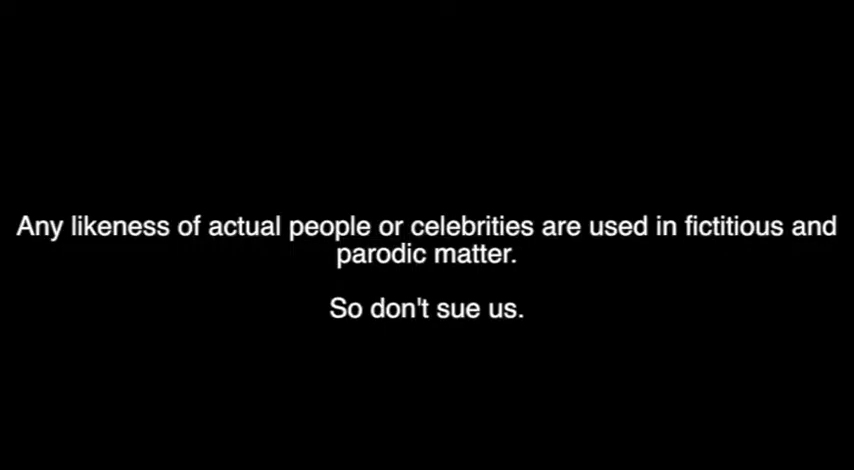 Any likeness of actual people or celebrities are used in fictitious and
parodic matter.
So don't sue us.